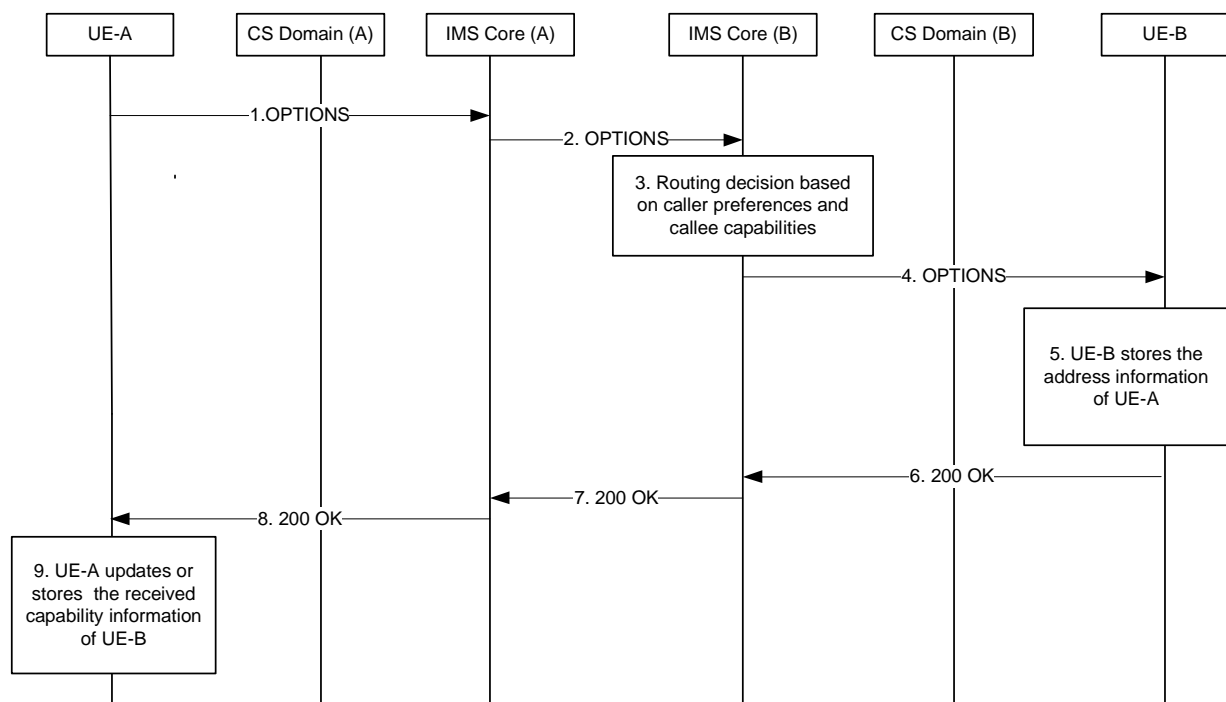 UE-A
CS Domain (A)
IMS Core (A)
IMS Core (B)
CS Domain (B)
UE-B
1.OPTIONS
2. OPTIONS
3. Routing decision based
on caller preferences and
callee capabilities
4. OPTIONS
5. UE-B stores the
address information
of UE-A
6. 200 OK
7. 200 OK
8. 200 OK
9. UE-A updates or
stores the received
capability information
of UE-B